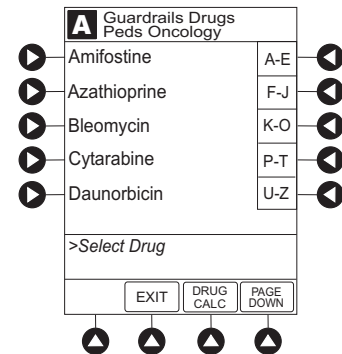 A Guardrails Drugs
Peds Oncology
Amifostine A-E
Azathioprine F-J
Bleomycin K-O
Cytarabine P-T
Daunorbicin U-Z
>Select Drug
EXIT DRUG CALC PAGE DOWN